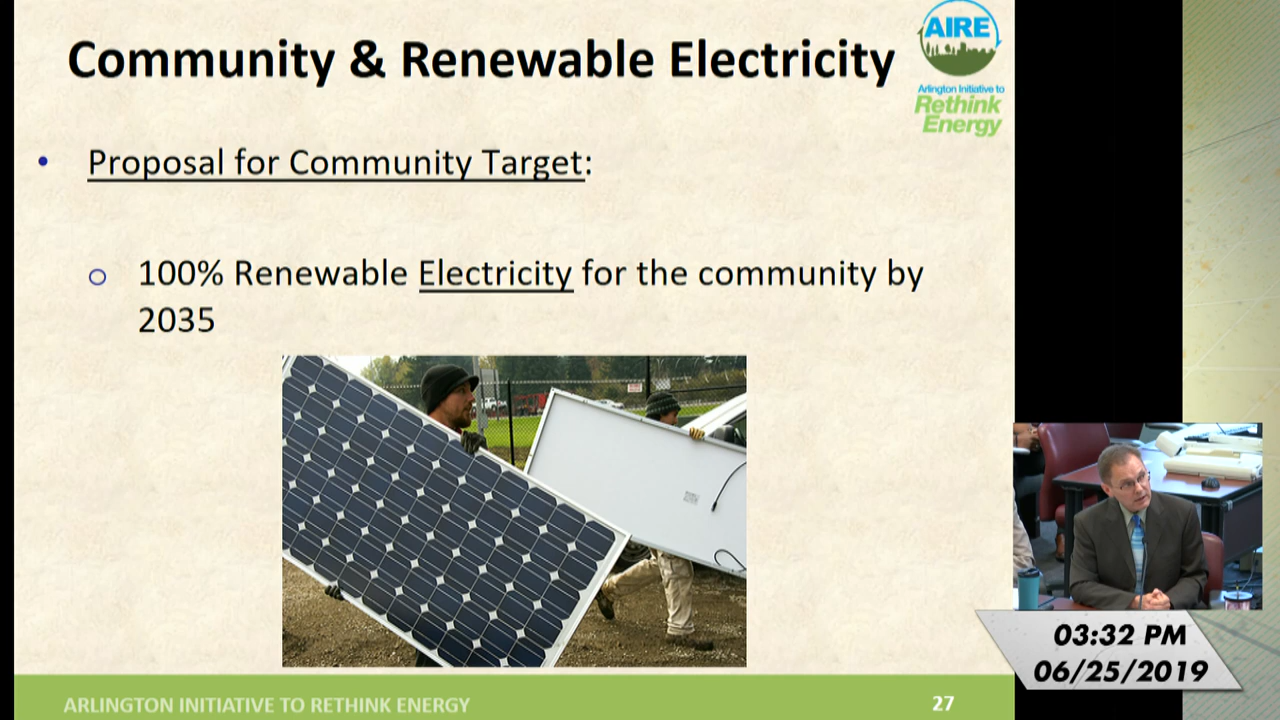 Community & Renewable Electricity
AIRE
Arlington Initiative to
Rethink
Energy
• Proposal for Community Target:
o 100% Renewable Electricity for the community by
2035
03:32 PM
06/25/2019
ARLINGTON INITIATIVE TO RETHINK ENERGY
27